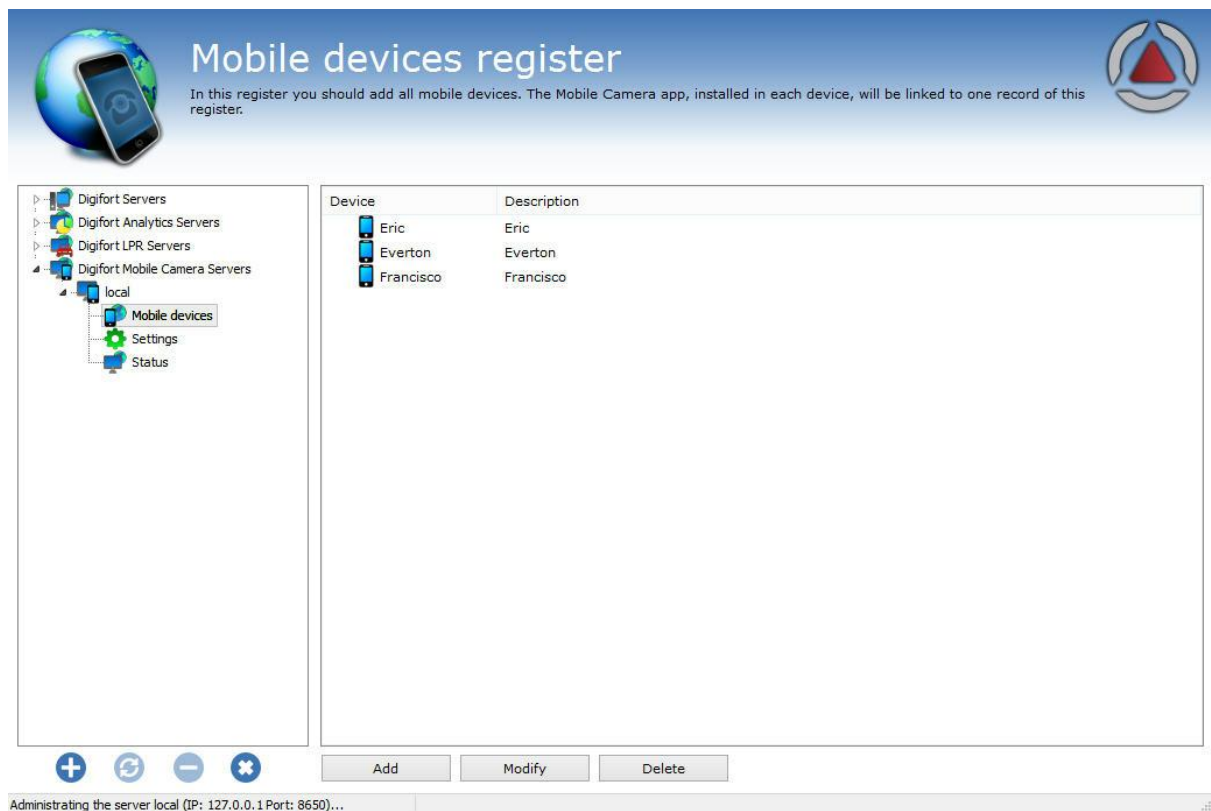 Mobile devices register
In this register you should add all mobile devices. The Mobile Camera app, installed in each device, will be linked to one record of this
register.
Digifort Servers
Digifort Analytics Servers
Digifort LPR Servers
Digifort Mobile Camera Servers
local
Mobile devices
Settings
Status
Device Description
Eric Eric
Everton Everton
Francisco Francisco
Add Modify Delete
Administrating the server local (IP: 127.0.0.1 Port: 8650)...